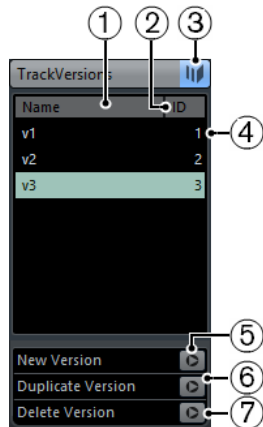 1 2 3
TrackVersions
Name ID
v1 1 4
v2 2
v3 3
5
New Version
6
Duplicate Version
Delete Version 7